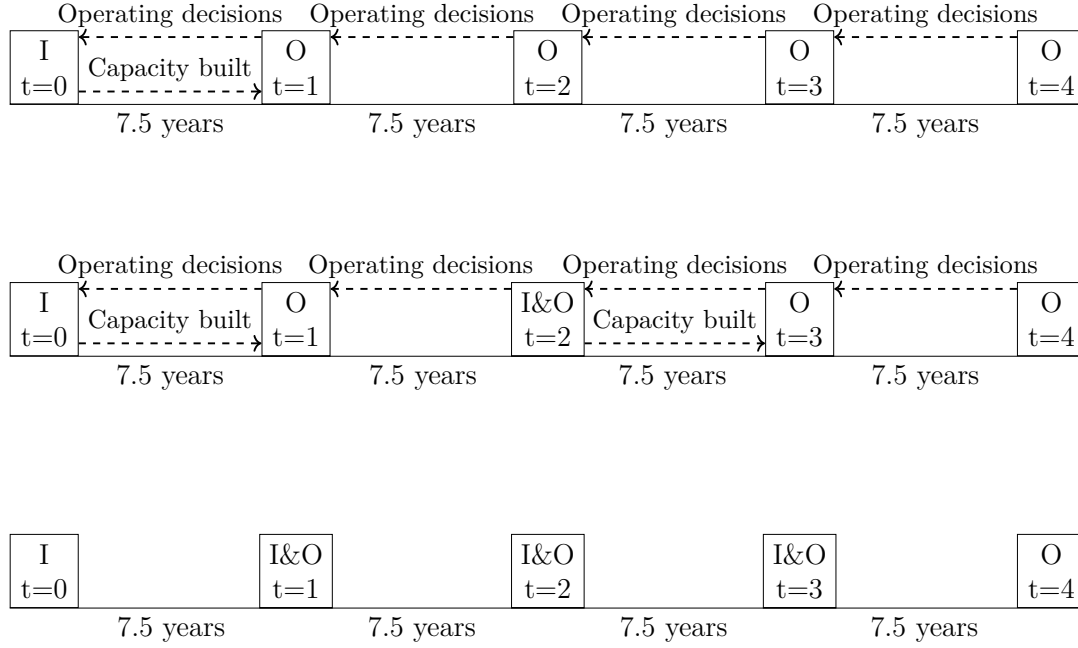 Operating decisions Operating decisions Operating decisions Operating decisions
I O O O O
Capacity built
t=0 t=1 t=2 t=3 t=4
7.5 years 7.5 years 7.5 years 7.5 years
Operating decisions Operating decisions Operating decisions Operating decisions
I O I&O O O
Capacity built Capacity built
t=0 t=1 t=2 t=3 t=4
7.5 years 7.5 years 7.5 years 7.5 years
I I&O I&O I&O O
t=0 t=1 t=2 t=3 t=4
7.5 years 7.5 years 7.5 years 7.5 years